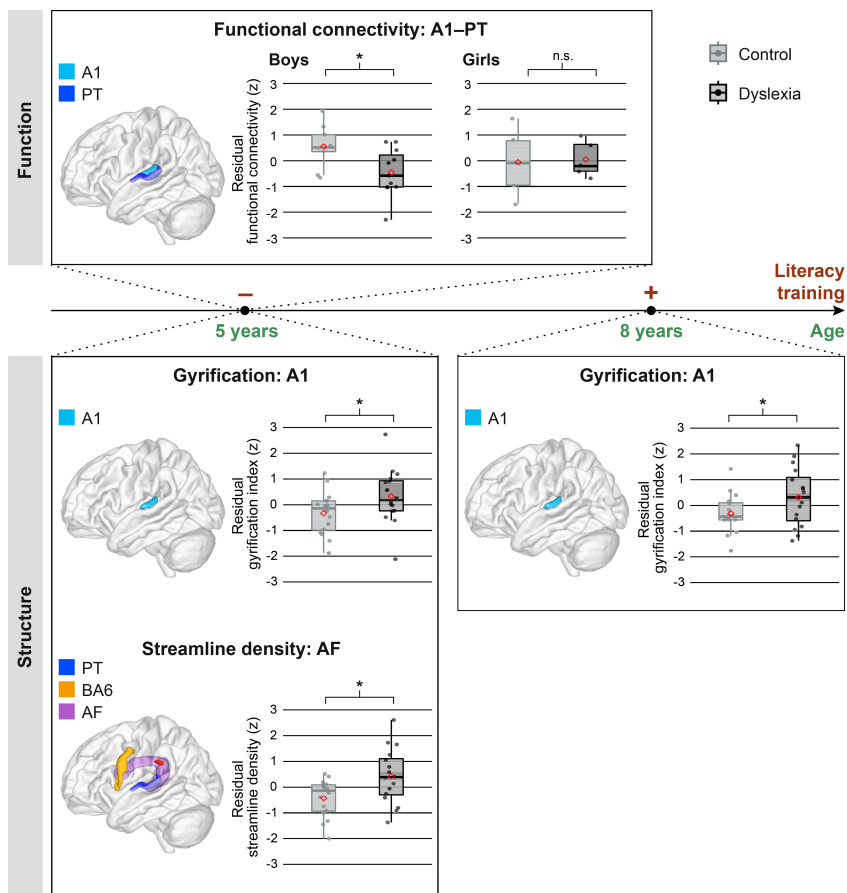 Functional connectivity: A1–PT
A1
PT
Boys
*
Girls
n.s.
Control
Dyslexia
Function
Residual
functional connectivity (z)
3
2
1
0
-1
-2
-3
3
2
1
0
-1
-2
-3
Literacy
training
–
+
5 years
8 years
Age
Structure
Gyrification: A1
A1
*
Residual
gyrification index (z)
3
2
1
0
-1
-2
-3
Gyrification: A1
A1
*
Residual
gyrification index (z)
3
2
1
0
-1
-2
-3
Streamline density: AF
PT
BA6
AF
*
Residual
streamline density (z)
3
2
1
0
-1
-2
-3